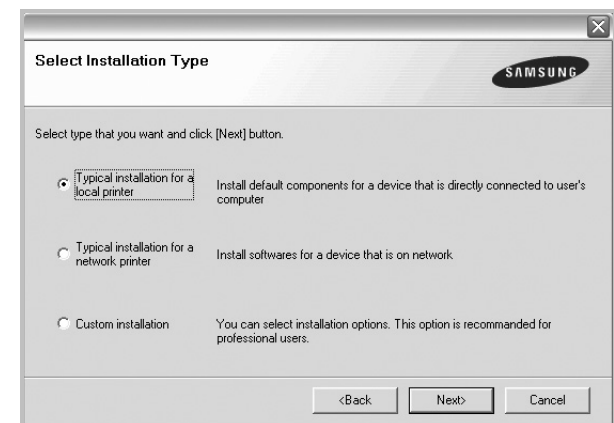 Select Installation Type
SAMSUNG
Select type that you want and click [Next] button.
Typical installation for a
local printer
Install default components for a device that is directly connected to user's
computer
Typical installation for a
network printer
Install softwares for a device that is on network
Custom installation
You can select installation options. This option is recommanded for
professional users.
<Back
Next>
Cancel